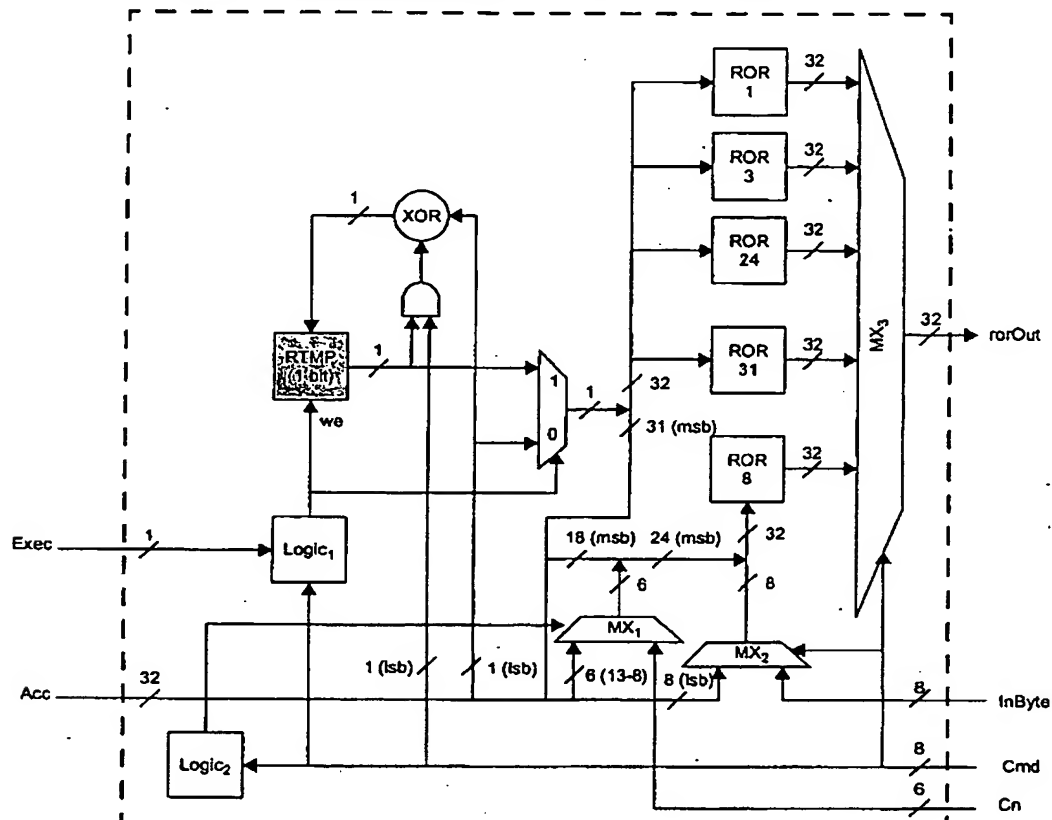 32
ROR
1
32
ROR
3
32
ROR
24
32
ROR
31
32
ROR
8
MX3
32
rorOut
1
XOR
RTMP
(1 bit)
we
1
1
0
1
32
31 (msb)
Exec
1
Logic1
18 (msb)
24 (msb)
32
6
8
MX1
MX2
1 (lsb)
1 (lsb)
6 (13-8)
8 (lsb)
Acc
32
8
InByte
Logic2
8
Cmd
6
Cn